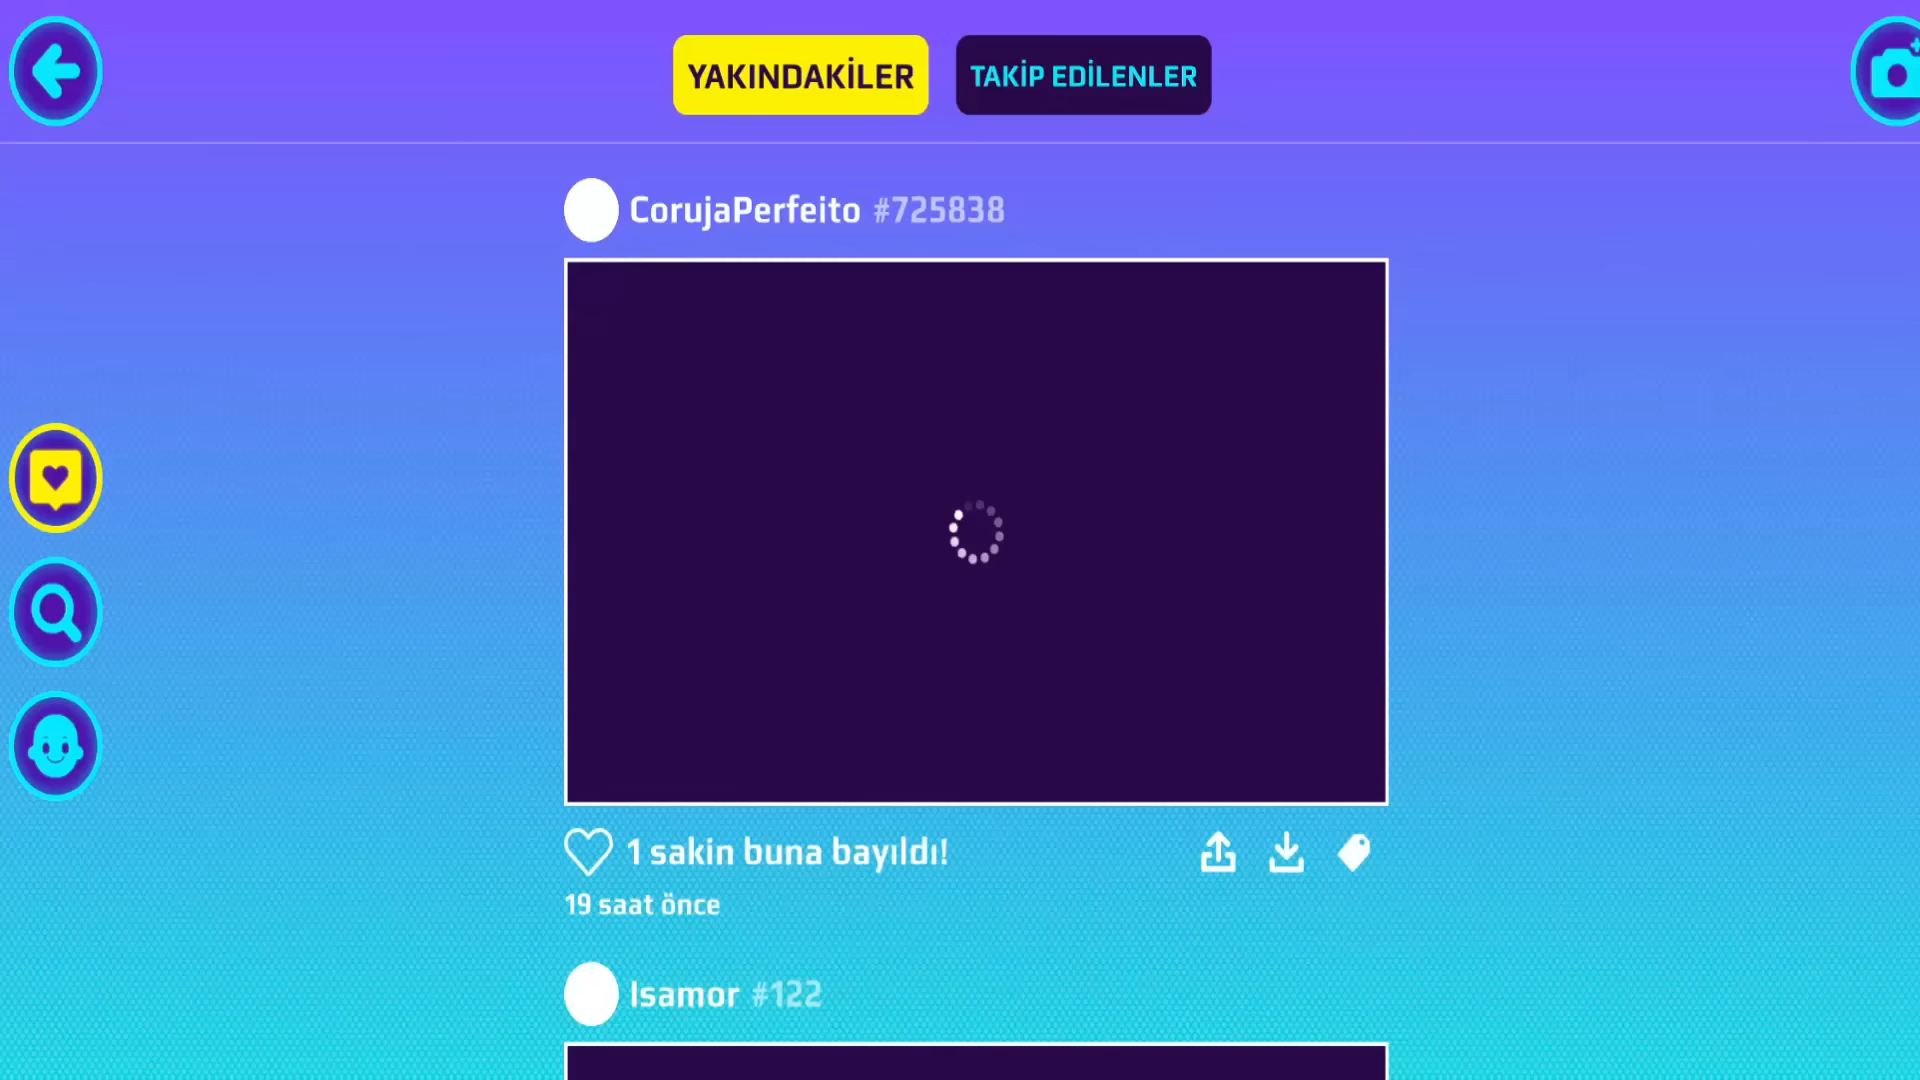 YAKINDAKİLER
TAKİP EDİLENLER
CorujaPerfeito #725838
1 sakin buna bayıldı!
19 saat önce
Isamor #122